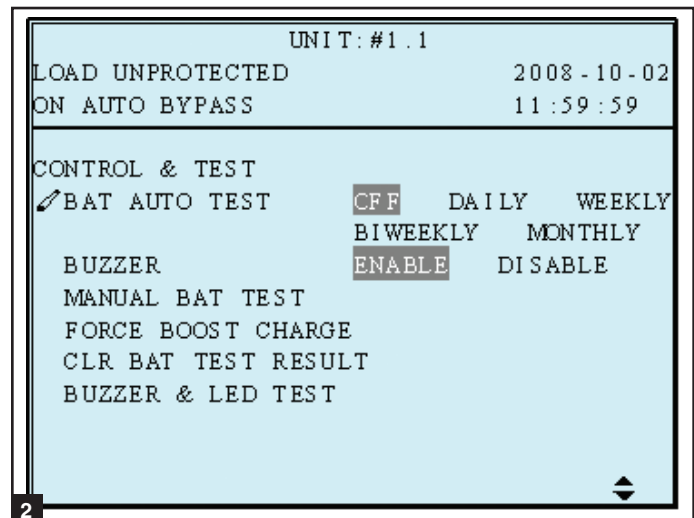 UNIT:#1.1
LOAD UNPROTECTED 2008-10-02
ON AUTO BYPASS 11:59:59
CONTROL & TEST
BAT AUTO TEST CFF DAILY WEEKLY
BIWEEKLY MONTHLY
BUZZER ENABLE DISABLE
MANUAL BAT TEST
FORCE BOOST CHARGE
CLR BAT TEST RESULT
BUZZER & LED TEST
2